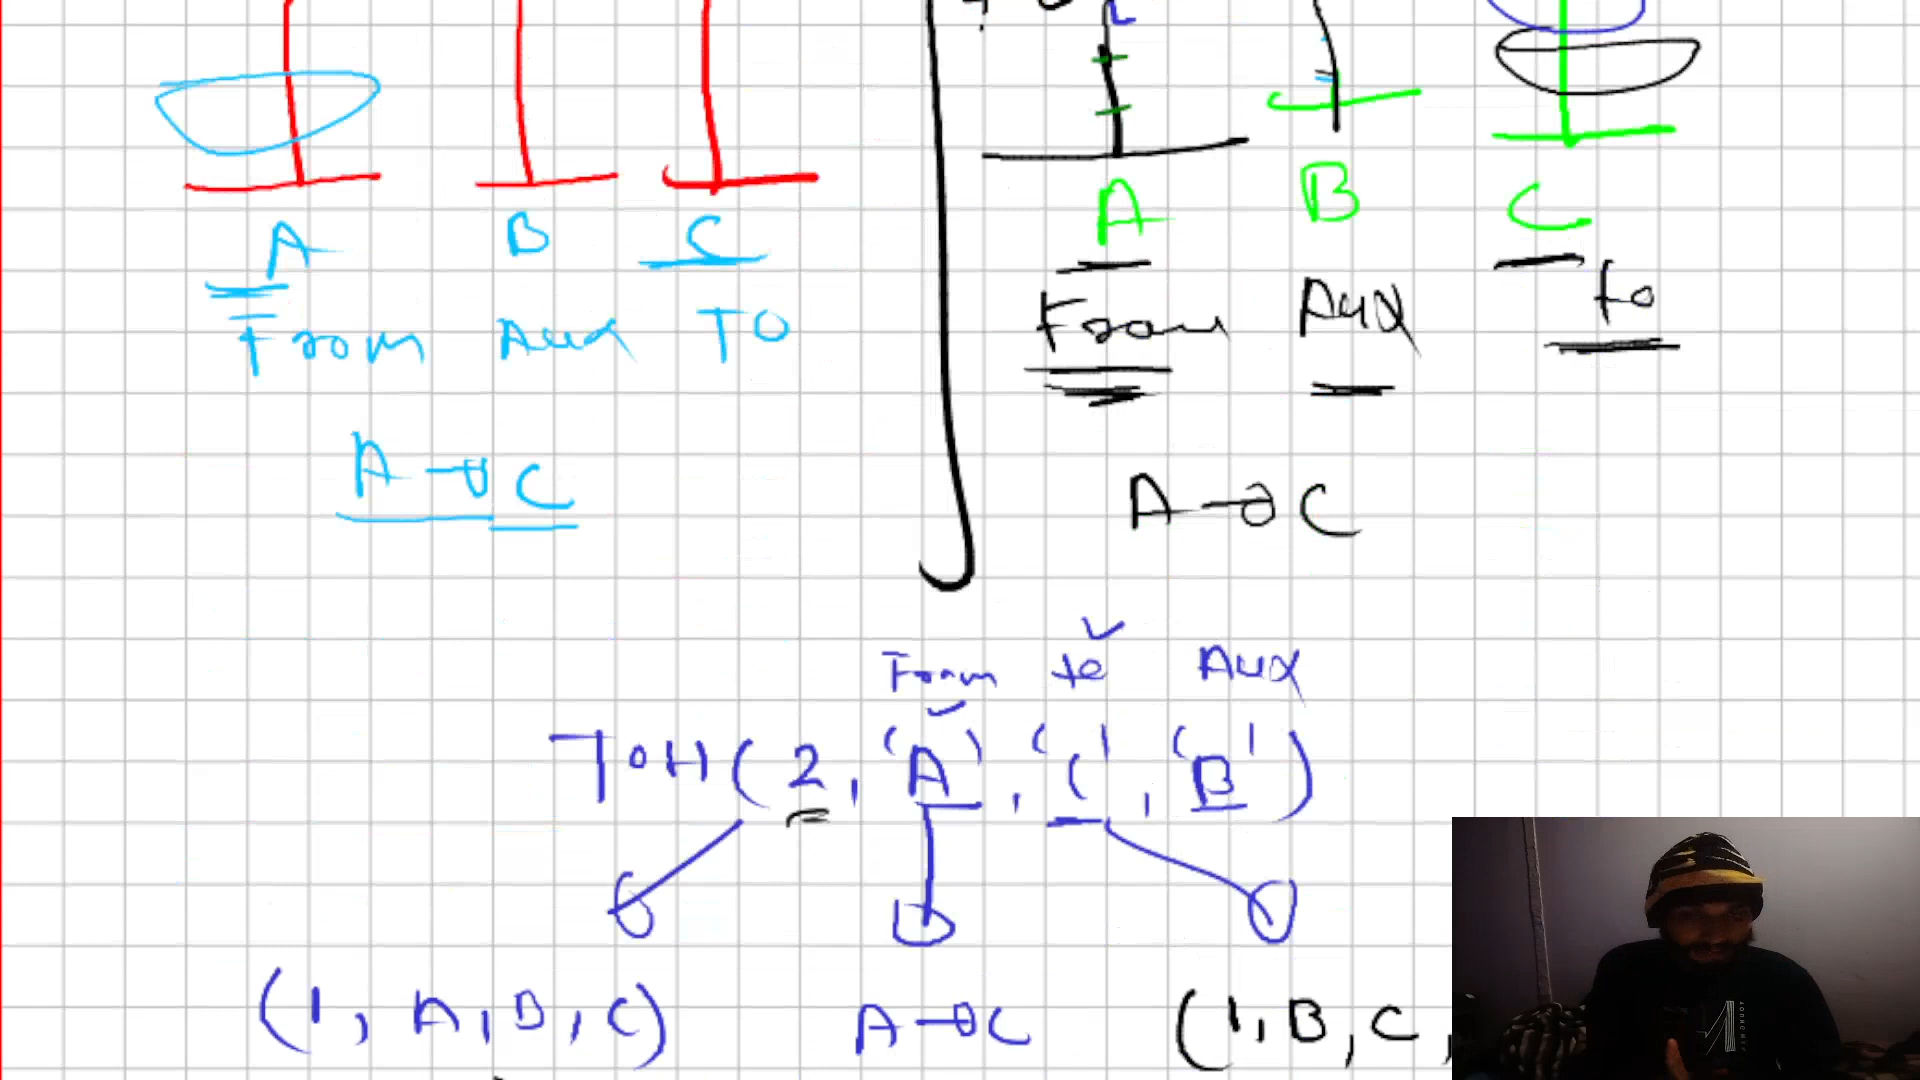 A B C
From Aux TO
A → C
A B C
From Aux to
A → C
From to Aux
TOH( 2, 'A', 'C', 'B' )
(1, A, B, C) A → C (1, B, C,